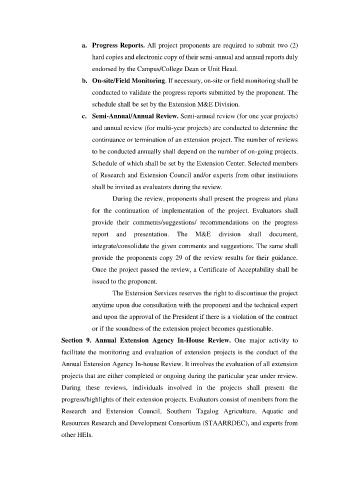 a. Progress Reports. All project proponents are required to submit two (2)
hard copies and electronic copy of their semi-annual and annual reports duly
endorsed by the Campus/College Dean or Unit Head.
b. On-site/Field Monitoring. If necessary, on-site or field monitoring shall be
conducted to validate the progress reports submitted by the proponent. The
schedule shall be set by the Extension M&E Division.
c. Semi-Annual/Annual Review. Semi-annual review (for one year projects)
and annual review (for multi-year projects) are conducted to determine the
continuance or termination of an extension project. The number of reviews
to be conducted annually shall depend on the number of on-going projects.
Schedule of which shall be set by the Extension Center. Selected members
of Research and Extension Council and/or experts from other institutions
shall be invited as evaluators during the review.
During the review, proponents shall present the progress and plans
for the continuation of implementation of the project. Evaluators shall
provide their comments/suggestions/ recommendations on the progress
report and presentation. The M&E division shall document,
integrate/consolidate the given comments and suggestions. The same shall
provide the proponents copy 29 of the review results for their guidance.
Once the project passed the review, a Certificate of Acceptability shall be
issued to the proponent.
The Extension Services reserves the right to discontinue the project
anytime upon due consultation with the proponent and the technical expert
and upon the approval of the President if there is a violation of the contract
or if the soundness of the extension project becomes questionable.
Section 9. Annual Extension Agency In-House Review. One major activity to
facilitate the monitoring and evaluation of extension projects is the conduct of the
Annual Extension Agency In-house Review. It involves the evaluation of all extension
projects that are either completed or ongoing during the particular year under review.
During these reviews, individuals involved in the projects shall present the
progress/highlights of their extension projects. Evaluators consist of members from the
Research and Extension Council, Southern Tagalog Agriculture, Aquatic and
Resources Research and Development Consortium (STAARRDEC), and experts from
other HEIs.